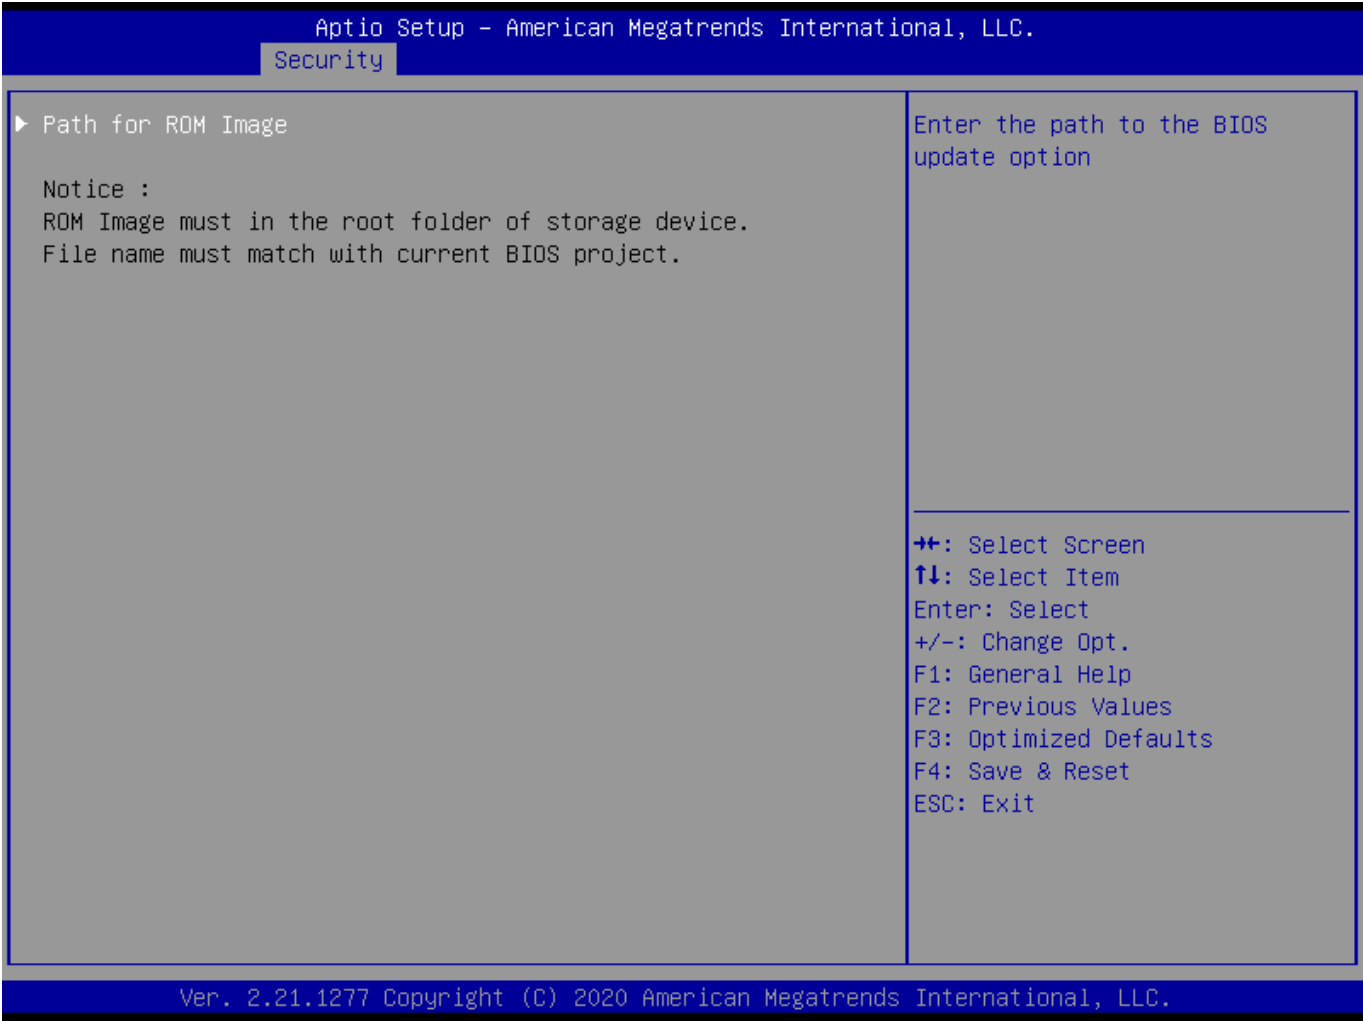 Aptio Setup – American Megatrends International, LLC.
Security
▶ Path for ROM Image
Notice :
ROM Image must in the root folder of storage device.
File name must match with current BIOS project.
Enter the path to the BIOS
update option
→←: Select Screen
↑↓: Select Item
Enter: Select
+/-: Change Opt.
F1: General Help
F2: Previous Values
F3: Optimized Defaults
F4: Save & Reset
ESC: Exit
Ver. 2.21.1277 Copyright (C) 2020 American Megatrends International, LLC.